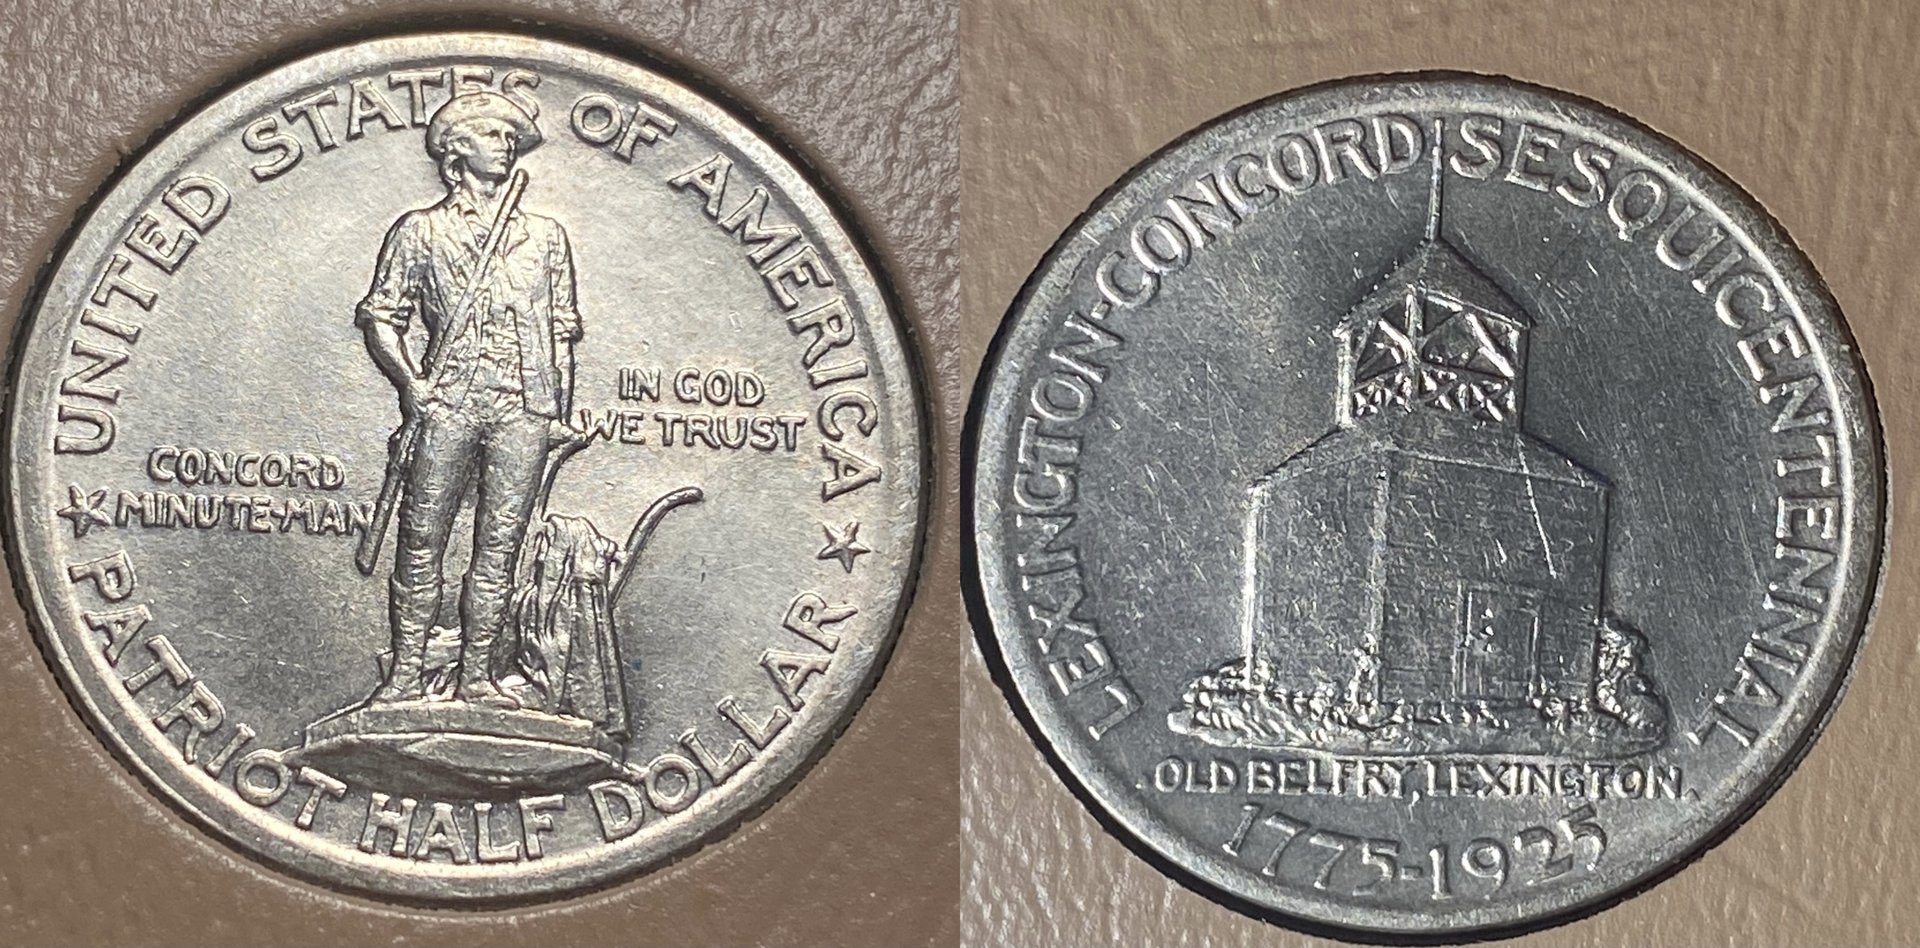 UNITED STATES OF AMERICA
IN GOD
WE TRUST
CONCORD
MINUTE-MAN
PATRIOT HALF DOLLAR
LEXINGTON-CONCORD SESQUICENTENNIAL
OLD BELFRY, LEXINGTON
1775-1925